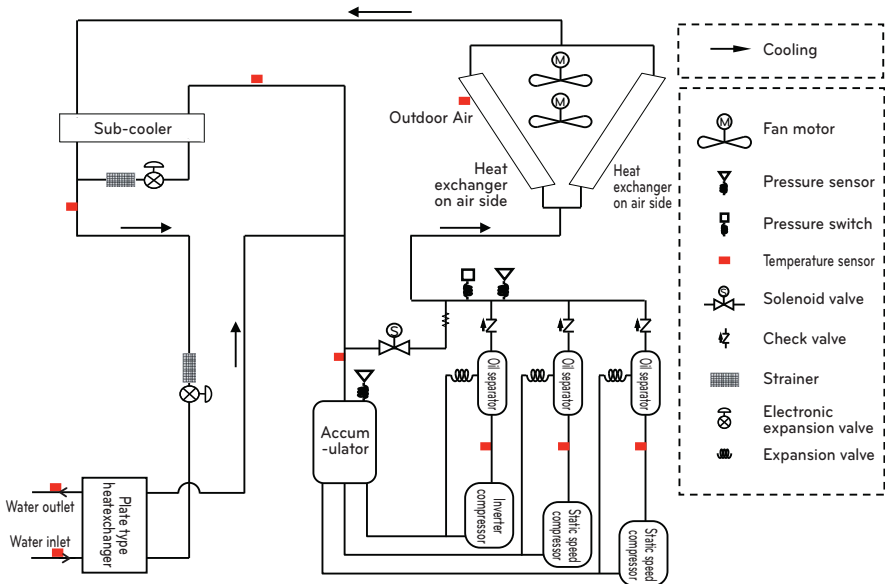 Cooling
M
M
Outdoor Air
Sub-cooler
Heat
exchanger
on air side
Heat
exchanger
on air side
M
Fan motor
Pressure sensor
Pressure switch
Temperature sensor
S
Solenoid valve
Check valve
Strainer
Electronic
expansion valve
Expansion valve
S
Oil separator
Oil separator
Oil separator
Accum
-ulator
Water outlet
Water inlet
Plate type
heatexchanger
Inverter
compressor
Static speed
compressor
Static speed
compressor